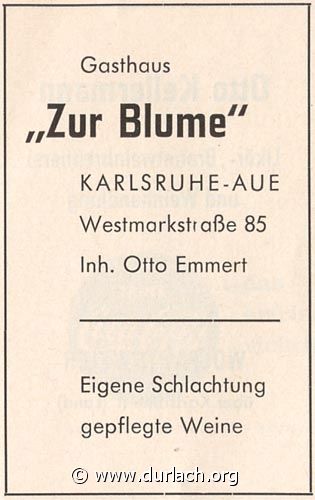 Gasthaus
„Zur Blume“
KARLSRUHE-AUE
Westmarkstraße 85
Inh. Otto Emmert
Eigene Schlachtung
gepflegte Weine
© www.durlach.org